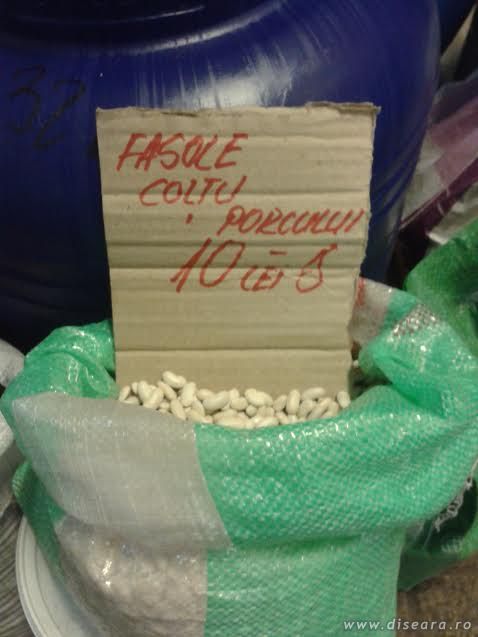 32
FASOLE
COLTU
PORCULUI
10 LEI
www.diseara.ro